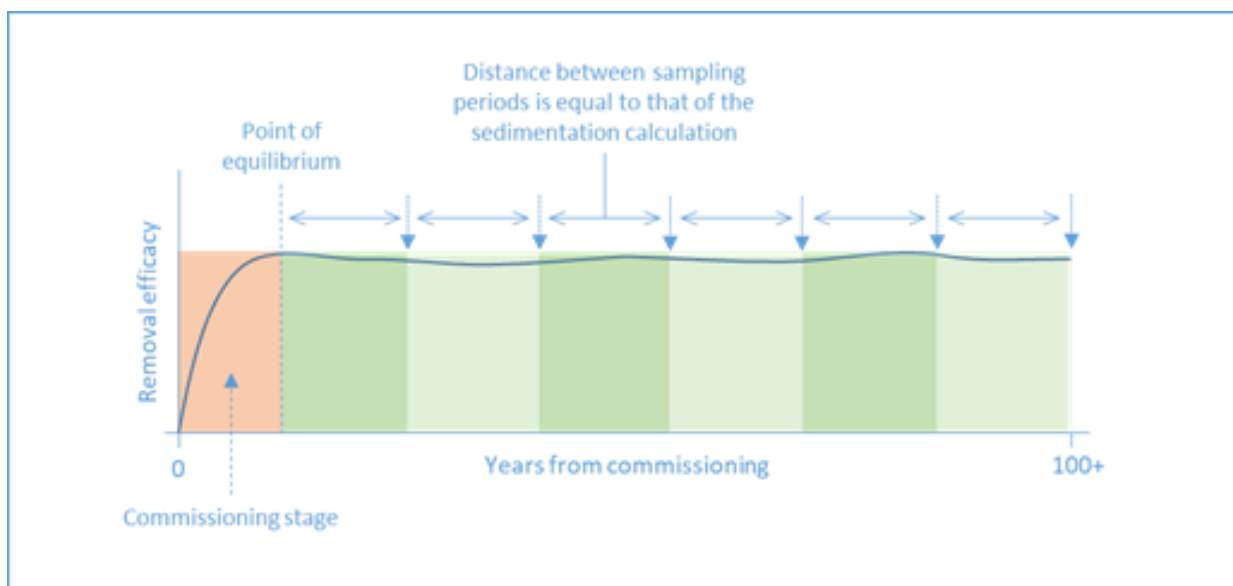 Distance between sampling
periods is equal to that of the
sedimentation calculation
Point of
equilibrium
Removal efficacy
0
Years from commissioning
100+
Commissioning stage